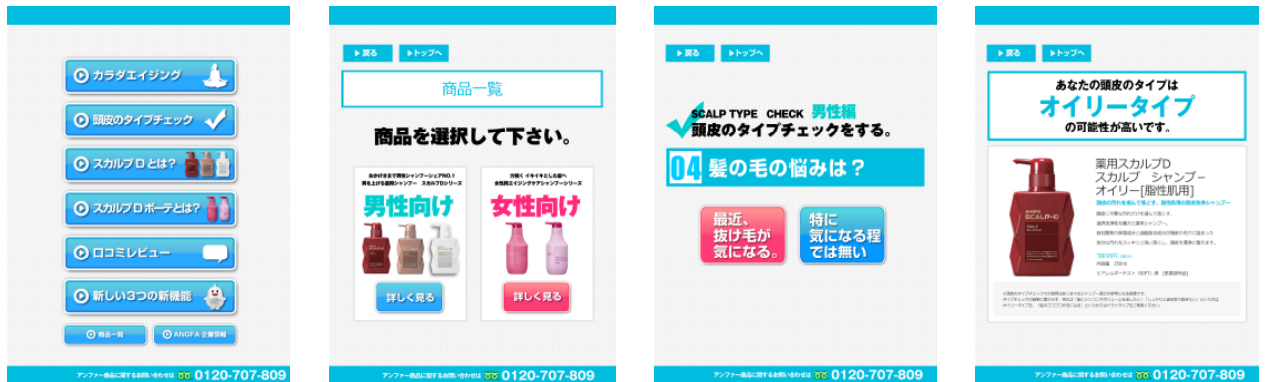 カラダエイジング
頭皮のタイプチェック
スカルプDとは?
スカルプDボーテとは?
口コミレビュー
新しい3つの新機能
商品一覧
ANGFA 企業情報
アンファー商品に関するお問い合わせは 0120-707-809
戻る
トップへ
商品一覧
商品を選択して下さい。
男性向け
詳しく見る
女性向け
詳しく見る
アンファー商品に関するお問い合わせは 0120-707-809
戻る
トップへ
SCALP TYPE CHECK 男性編
頭皮のタイプチェックをする。
04 髪の毛の悩みは?
最近、
抜け毛が
気になる。
特に
気になる程
では無い
アンファー商品に関するお問い合わせは 0120-707-809
戻る
トップへ
あなたの頭皮のタイプは
オイリータイプ
の可能性が高いです。
薬用スカルプD
スカルプ シャンプー
オイリー[脂性肌用]
SCALP-D
アンファー商品に関するお問い合わせは 0120-707-809